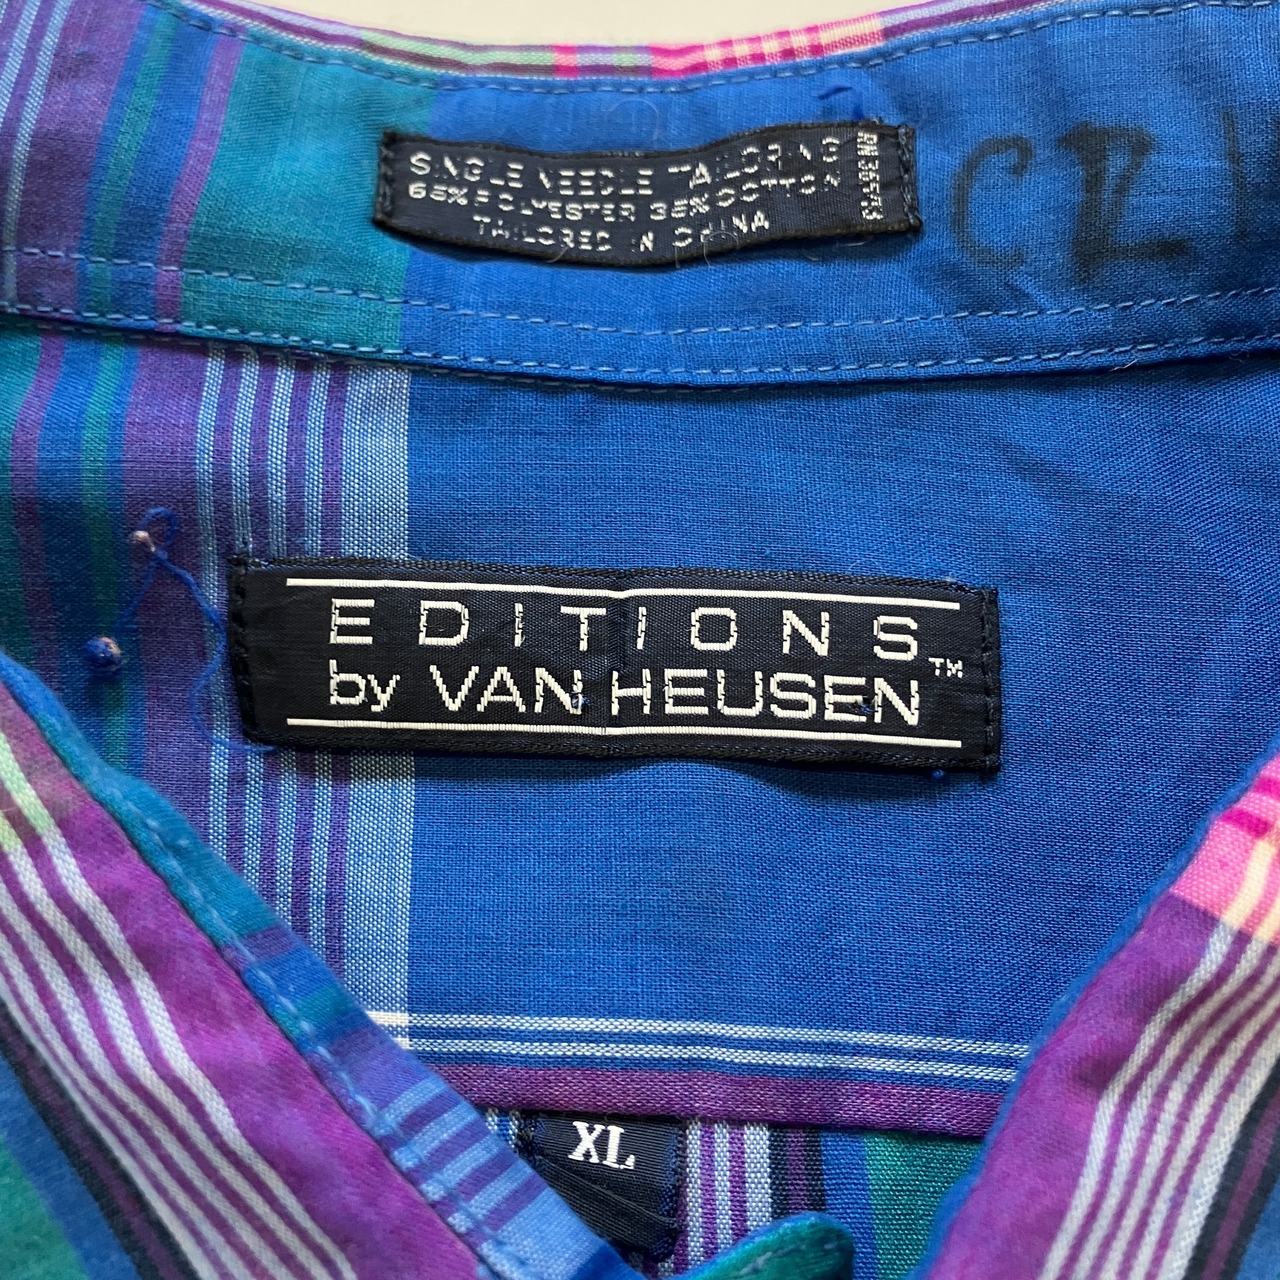 SINGLE NEEDLE TAILORING
65% POLYESTER 35% COTTON
TAILORED IN CHINA
EDITIONS
by VAN HEUSEN™
XL